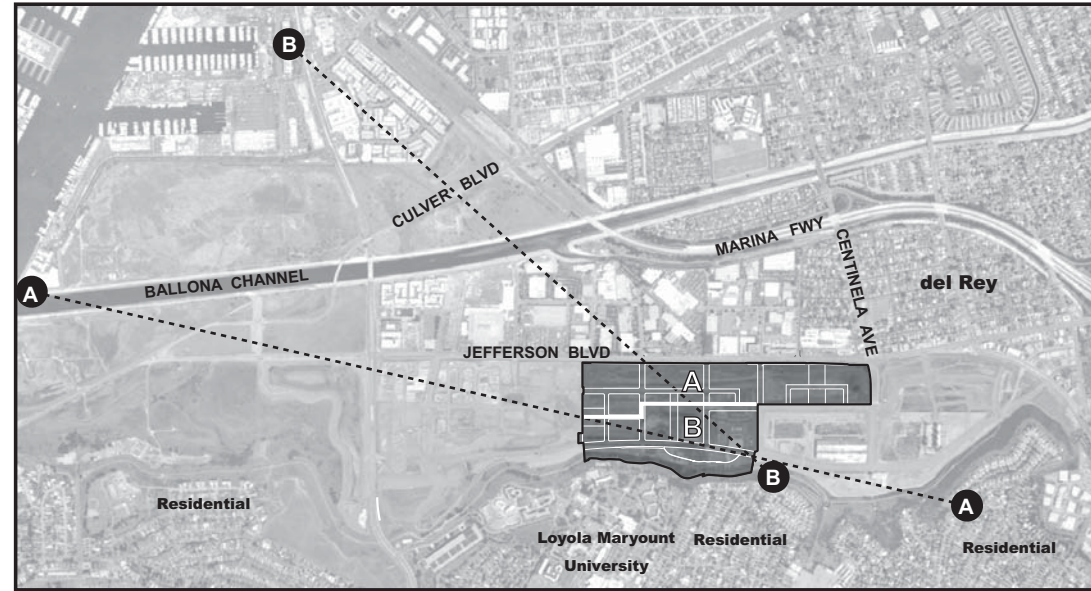 B
CULVER BLVD
MARINA FWY
CENTINELA AVE
del Rey
A
BALLONA CHANNEL
JEFFERSON BLVD
A
B
B
A
Residential
Loyola Maryount
University
Residential
Residential